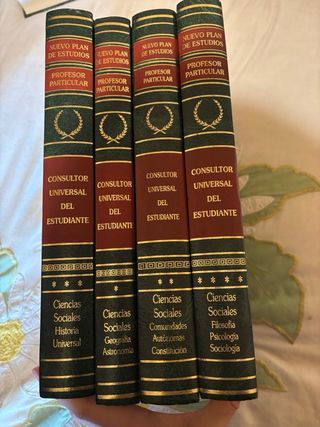 NUEVO PLAN
DE ESTUDIOS
PROFESOR
PARTICULAR
CONSULTOR
UNIVERSAL
DEL
ESTUDIANTE
* * *
Ciencias
Sociales
Historia
Universal
NUEVO PLAN
DE ESTUDIOS
PROFESOR
PARTICULAR
CONSULTOR
UNIVERSAL
DEL
ESTUDIANTE
*
Ciencias
Sociales
Geografía
Astronomía
NUEVO PLAN
DE ESTUDIOS
PROFESOR
PARTICULAR
CONSULTOR
UNIVERSAL
DEL
ESTUDIANTE
* *
Ciencias
Sociales
Comunidades
Autónomas
Constitución
NUEVO PLAN
DE ESTUDIOS
PROFESOR
PARTICULAR
CONSULTOR
UNIVERSAL
DEL
ESTUDIANTE
* * * *
Ciencias
Sociales
Filosofía
Psicología
Sociología